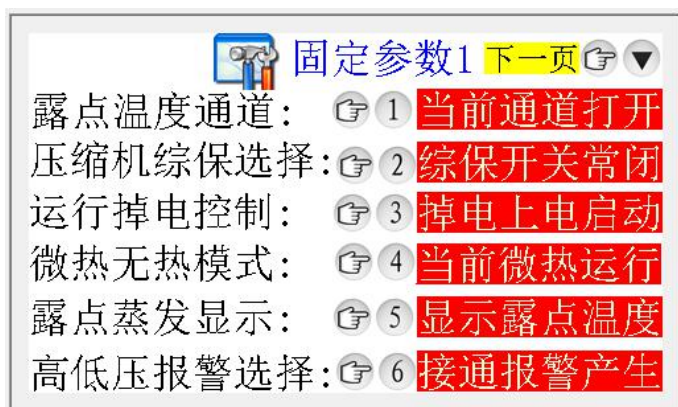 固定参数1 下一页 ▼
露点温度通道: 1 当前通道打开
压缩机综保选择: 2 综保开关常闭
运行掉电控制: 3 掉电上电启动
微热无热模式: 4 当前微热运行
露点蒸发显示: 5 显示露点温度
高低压报警选择: 6 接通报警产生